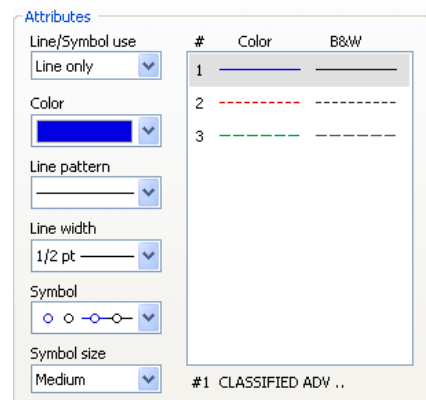 Attributes
Line/Symbol use
Line only
Color
Line pattern
Line width
1/2 pt
Symbol
Symbol size
Medium
# Color B&W
1
2
3
#1 CLASSIFIED ADV ..